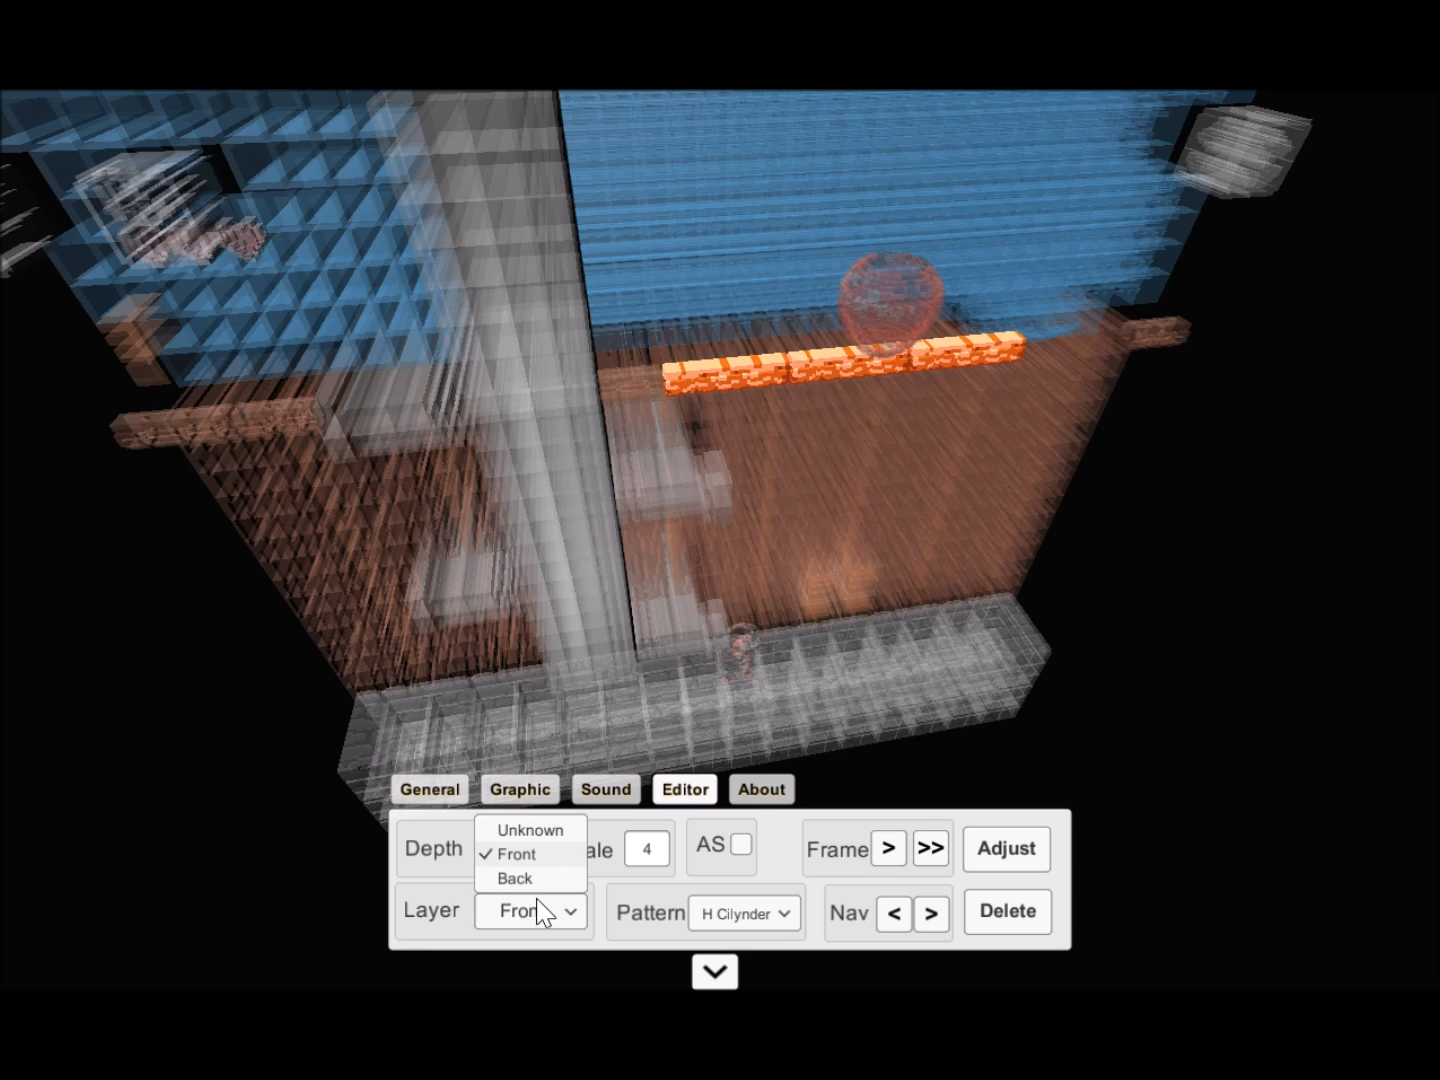 General Graphic Sound Editor About
Unknown
Depth ale 4 AS Frame > >> Adjust
✓ Front
Back
Layer Fron Pattern H Cilynder Nav < > Delete